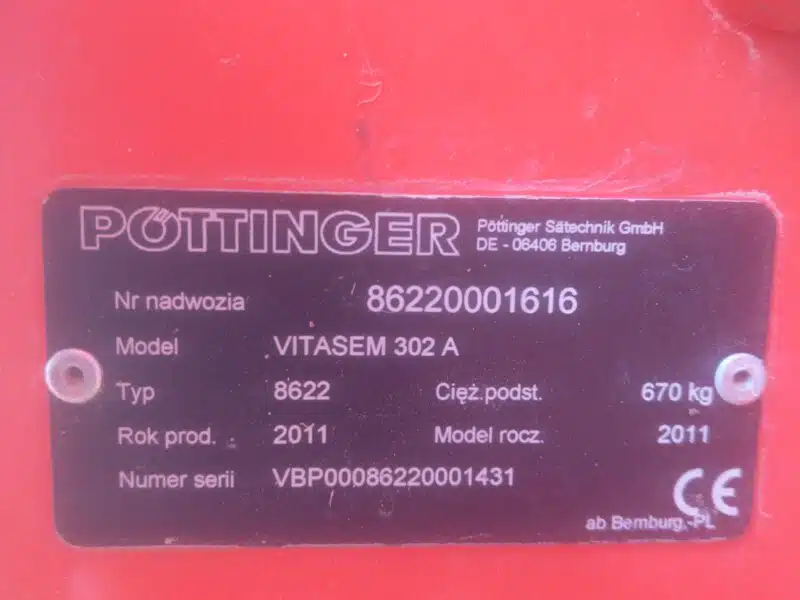 PÖTTINGER
Pöttinger Sätechnik GmbH
DE - 06406 Bernburg
Nr nadwozia 86220001616
Model VITASEM 302 A
Typ 8622 Cięż.podst. 670 kg
Rok prod. 2011 Model rocz. 2011
Numer serii VBP00086220001431
CE
ab Bernburg,-PL